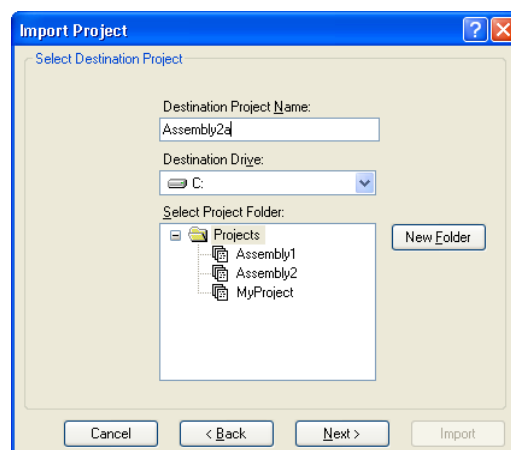 Import Project
Select Destination Project
Destination Project Name:
Assembly2a
Destination Drive:
C:
Select Project Folder:
Projects
New Folder
Assembly1
Assembly2
MyProject
Cancel
< Back
Next >
Import